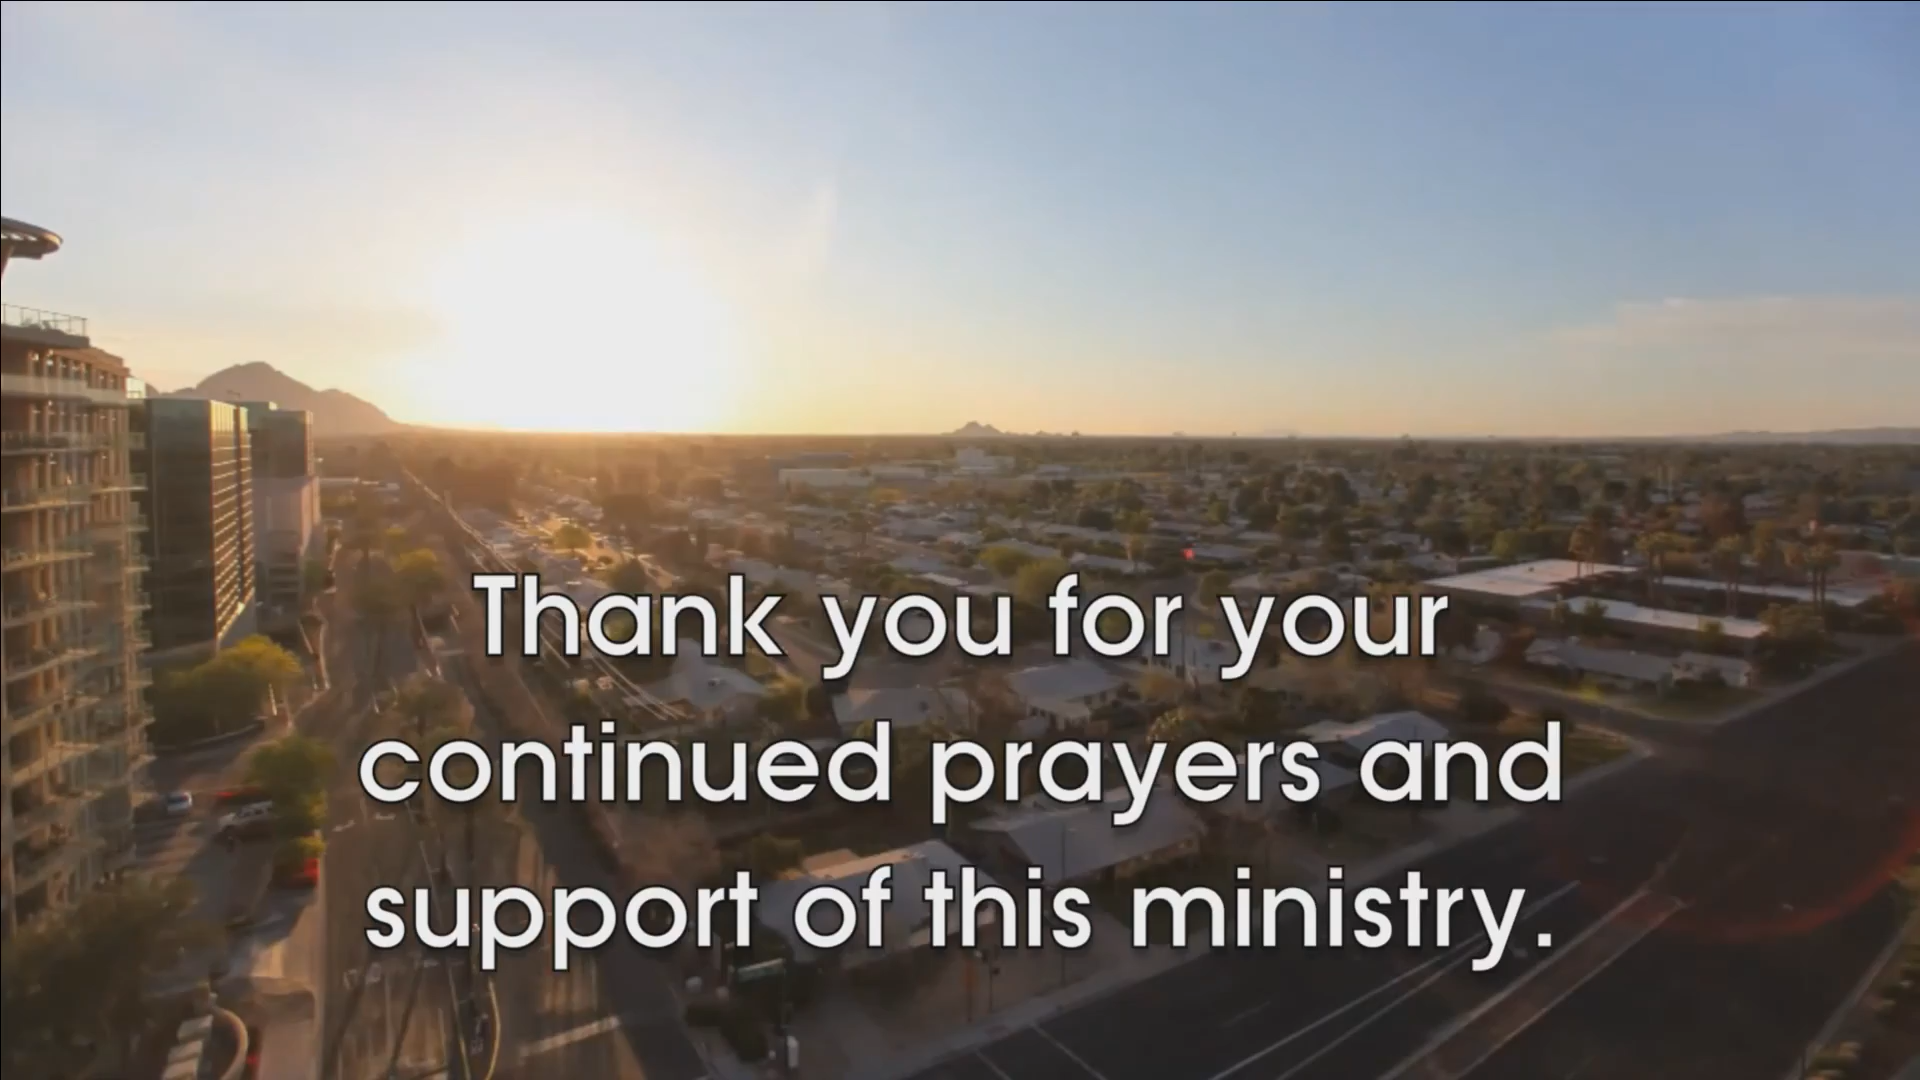 Thank you for your
continued prayers and
support of this ministry.